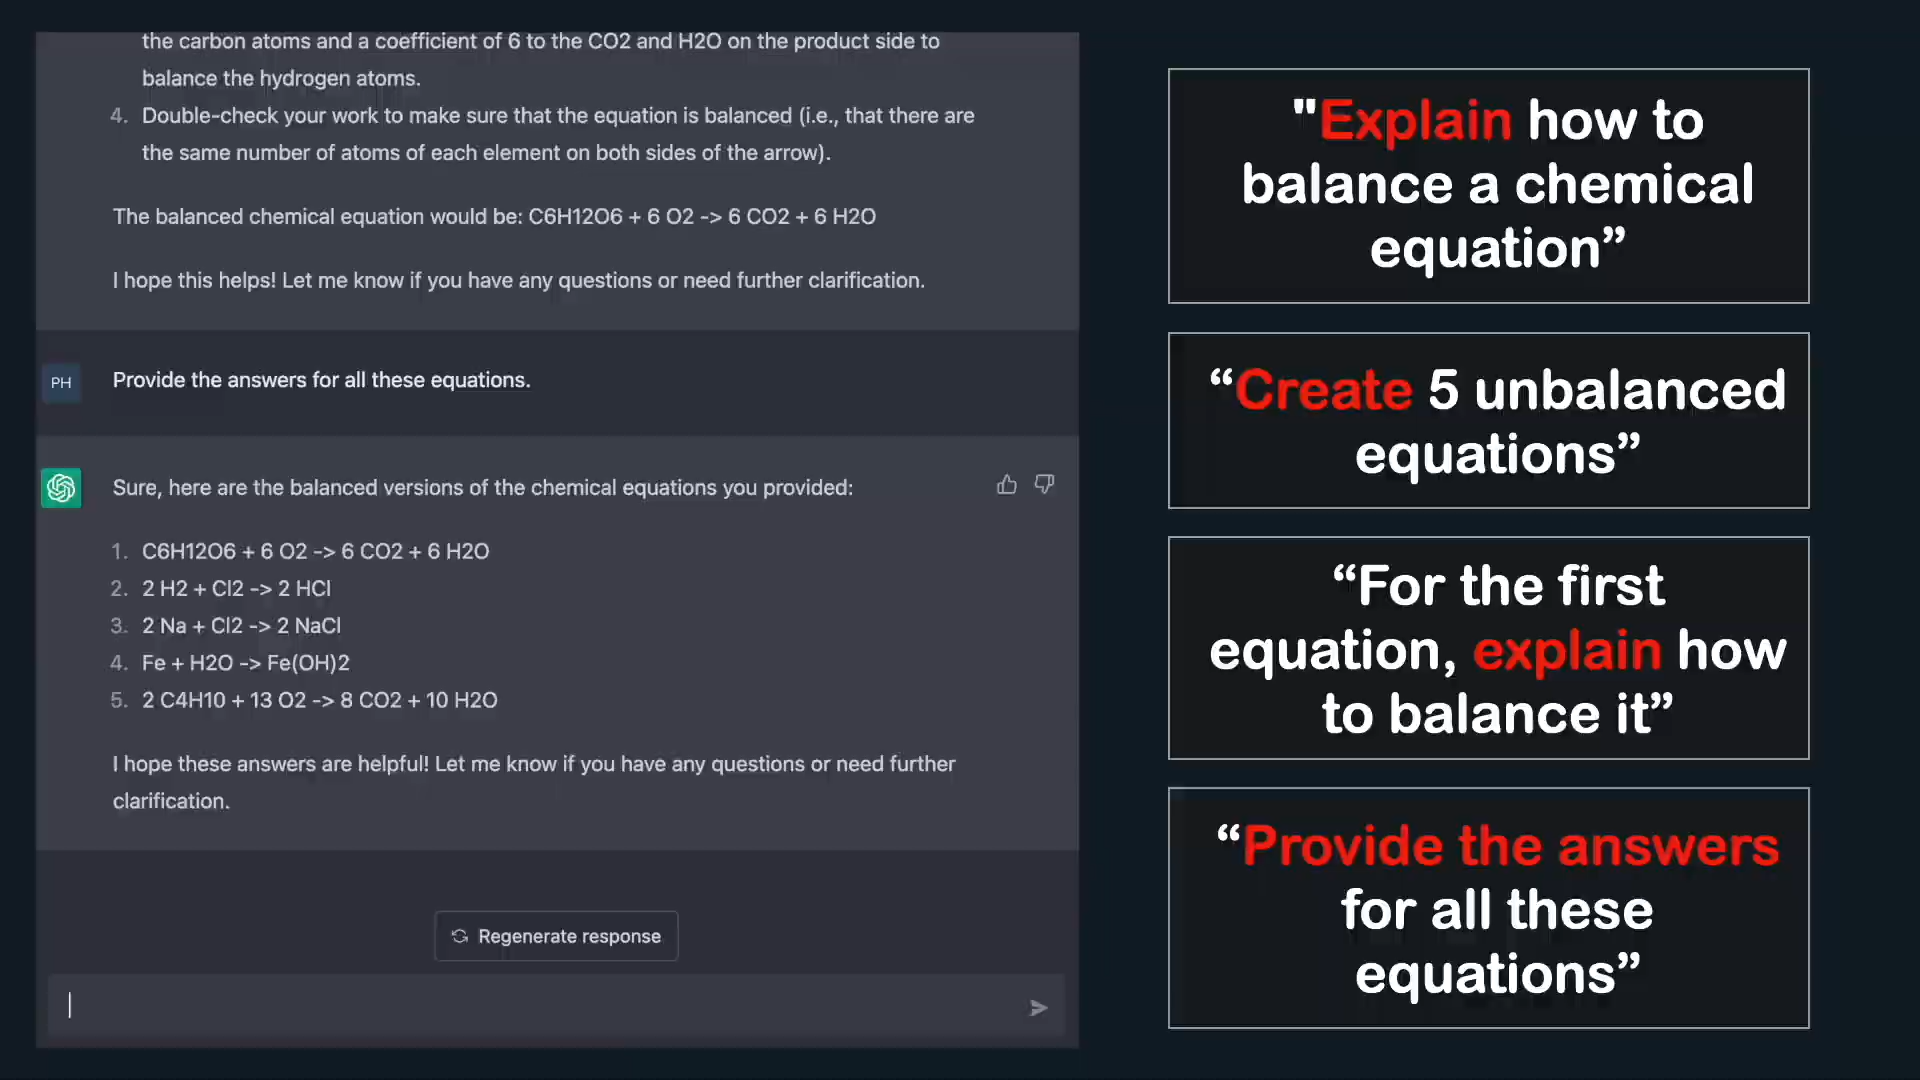 the carbon atoms and a coefficient of 6 to the CO2 and H2O on the product side to
balance the hydrogen atoms.
4. Double-check your work to make sure that the equation is balanced (i.e., that there are
the same number of atoms of each element on both sides of the arrow).
The balanced chemical equation would be: C6H12O6 + 6 O2 -> 6 CO2 + 6 H2O
I hope this helps! Let me know if you have any questions or need further clarification.
PH
Provide the answers for all these equations.
Sure, here are the balanced versions of the chemical equations you provided:
1. C6H12O6 + 6 O2 -> 6 CO2 + 6 H2O
2. 2 H2 + Cl2 -> 2 HCl
3. 2 Na + Cl2 -> 2 NaCl
4. Fe + H2O -> Fe(OH)2
5. 2 C4H10 + 13 O2 -> 8 CO2 + 10 H2O
I hope these answers are helpful! Let me know if you have any questions or need further
clarification.
Regenerate response
"Explain how to
balance a chemical
equation”
“Create 5 unbalanced
equations”
“For the first
equation, explain how
to balance it”
“Provide the answers
for all these
equations”